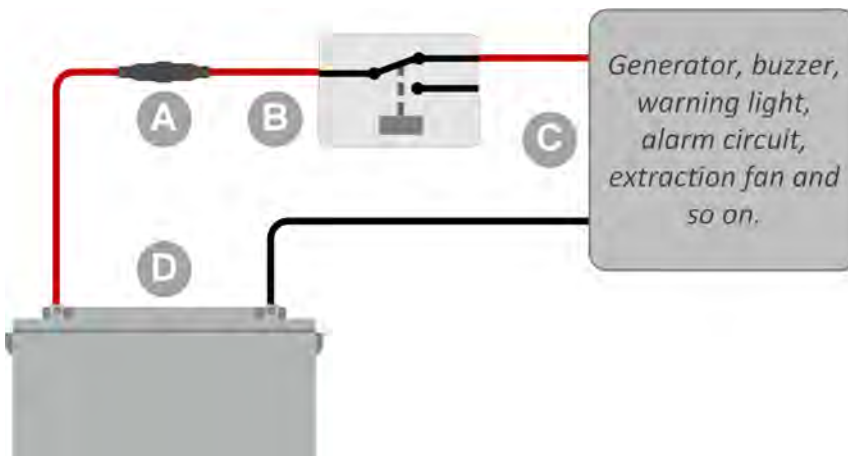 A
B
C
D
Generator, buzzer,
warning light,
alarm circuit,
extraction fan and
so on.